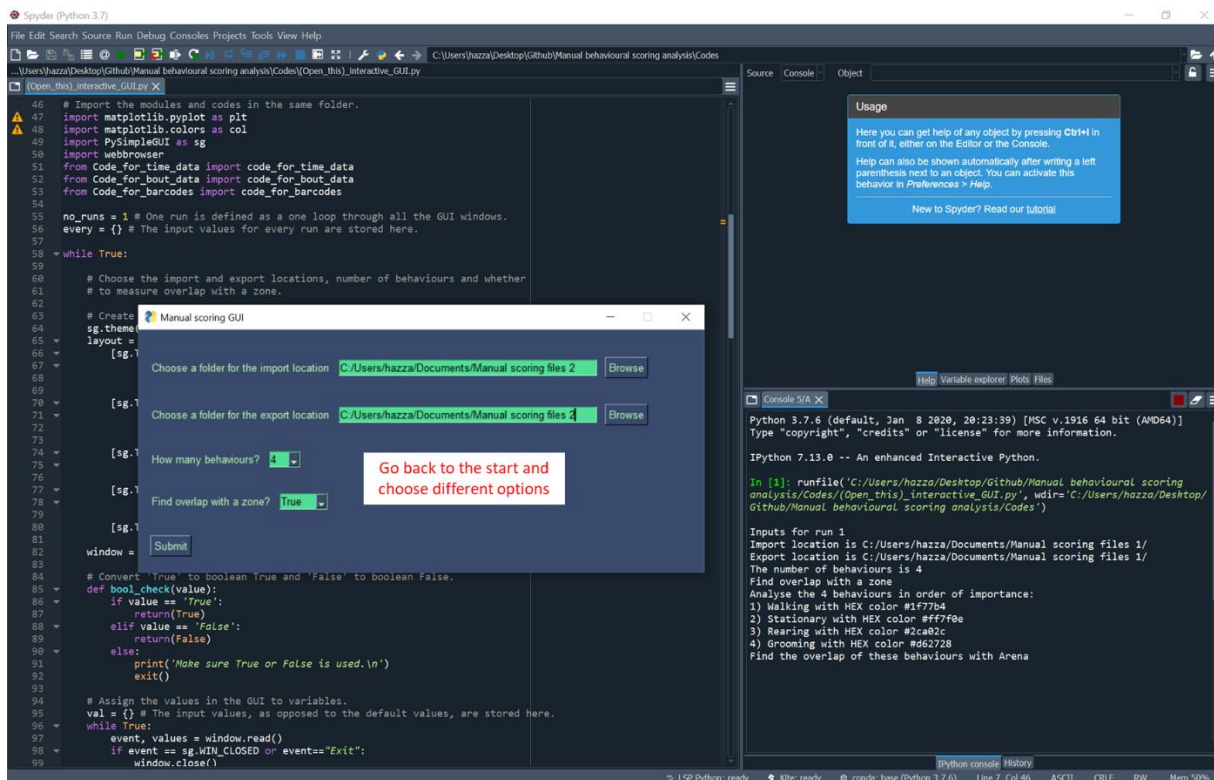 Spyder (Python 3.7)
File Edit Search Source Run Debug Consoles Projects Tools View Help
C:\Users\hazza\Desktop\Github\Manual behavioural scoring analysis\Codes
...\Users\hazza\Desktop\Github\Manual behavioural scoring analysis\Codes\(Open_this)_interactive_GUI.py
(Open_this)_interactive_GUI.py
46 # Import the modules and codes in the same folder.
47 import matplotlib.pyplot as plt
48 import matplotlib.colors as col
49 import PySimpleGUI as sg
50 import webbrowser
51 from Code_for_time_data import code_for_time_data
52 from Code_for_bout_data import code_for_bout_data
53 from Code_for_barcodes import code_for_barcodes
54
55 no_runs = 1 # One run is defined as a one loop through all the GUI windows.
56 every = {} # The input values for every run are stored here.
57
58 while True:
59
60 # Choose the import and export locations, number of behaviours and whether
61 # to measure overlap with a zone.
62
63 # Create
64 sg.theme(
65 layout =
66 [sg.T
67
68
69
70 [sg.T
71
72
73
74 [sg.T
75
76
77 [sg.T
78
79
80 [sg.T
81
82 window =
83
84 # Convert 'True' to boolean True and 'False' to boolean False.
85 def bool_check(value):
86 if value == 'True':
87 return(True)
88 elif value == 'False':
89 return(False)
90 else:
91 print('Make sure True or False is used.\n')
92 exit()
93
94 # Assign the values in the GUI to variables.
95 val = {} # The input values, as opposed to the default values, are stored here.
96 while True:
97 event, values = window.read()
98 if event == sg.WIN_CLOSED or event=="Exit":
99 window.close()
Manual scoring GUI
Choose a folder for the import location C:/Users/hazza/Documents/Manual scoring files 2 Browse
Choose a folder for the export location C:/Users/hazza/Documents/Manual scoring files 2 Browse
How many behaviours? 4
Find overlap with a zone? True
Submit
Go back to the start and
choose different options
Source Console Object
Usage
Here you can get help of any object by pressing Ctrl+I in
front of it, either on the Editor or the Console.
Help can also be shown automatically after writing a left
parenthesis next to an object. You can activate this
behavior in Preferences > Help.
New to Spyder? Read our tutorial
Help Variable explorer Plots Files
Console 5/A
Python 3.7.6 (default, Jan 8 2020, 20:23:39) [MSC v.1916 64 bit (AMD64)]
Type "copyright", "credits" or "license" for more information.
IPython 7.13.0 -- An enhanced Interactive Python.
In [1]: runfile('C:/Users/hazza/Desktop/Github/Manual behavioural scoring
analysis/Codes/(Open_this)_interactive_GUI.py', wdir='C:/Users/hazza/Desktop/
Github/Manual behavioural scoring analysis/Codes')
Inputs for run 1
Import location is C:/Users/hazza/Documents/Manual scoring files 1/
Export location is C:/Users/hazza/Documents/Manual scoring files 1/
The number of behaviours is 4
Find overlap with a zone
Analyse the 4 behaviours in order of importance:
1) Walking with HEX color #1f77b4
2) Stationary with HEX color #ff7f0e
3) Rearing with HEX color #2ca02c
4) Grooming with HEX color #d62728
Find the overlap of these behaviours with Arena
IPython console History
LSP Python: ready Kite: ready conda: base (Python 3.7.6) Line 7, Col 46 ASCII CRLF RW Mem 50%